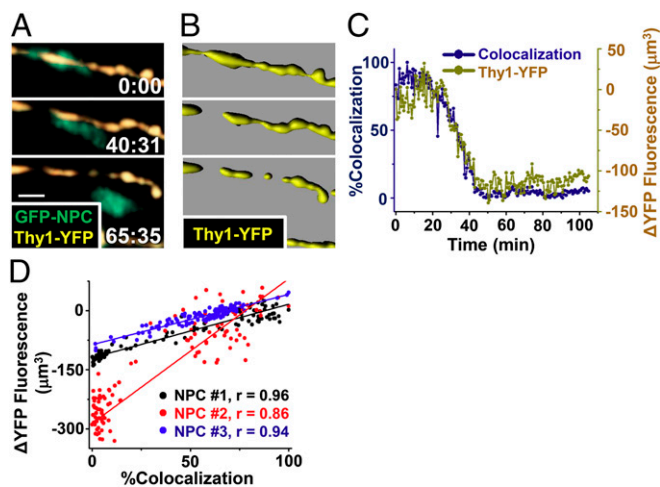 A
0:00
40:31
65:35
GFP-NPC
Thy1-YFP
B
Thy1-YFP
C
Colocalization
Thy1-YFP
%Colocalization
100
50
0
ΔYFP Fluorescence (μm³)
50
0
-50
-100
-150
0 20 40 60 80 100
Time (min)
D
ΔYFP Fluorescence
(μm³)
0
-150
-300
NPC #1, r = 0.96
NPC #2, r = 0.86
NPC #3, r = 0.94
0 50 100
%Colocalization